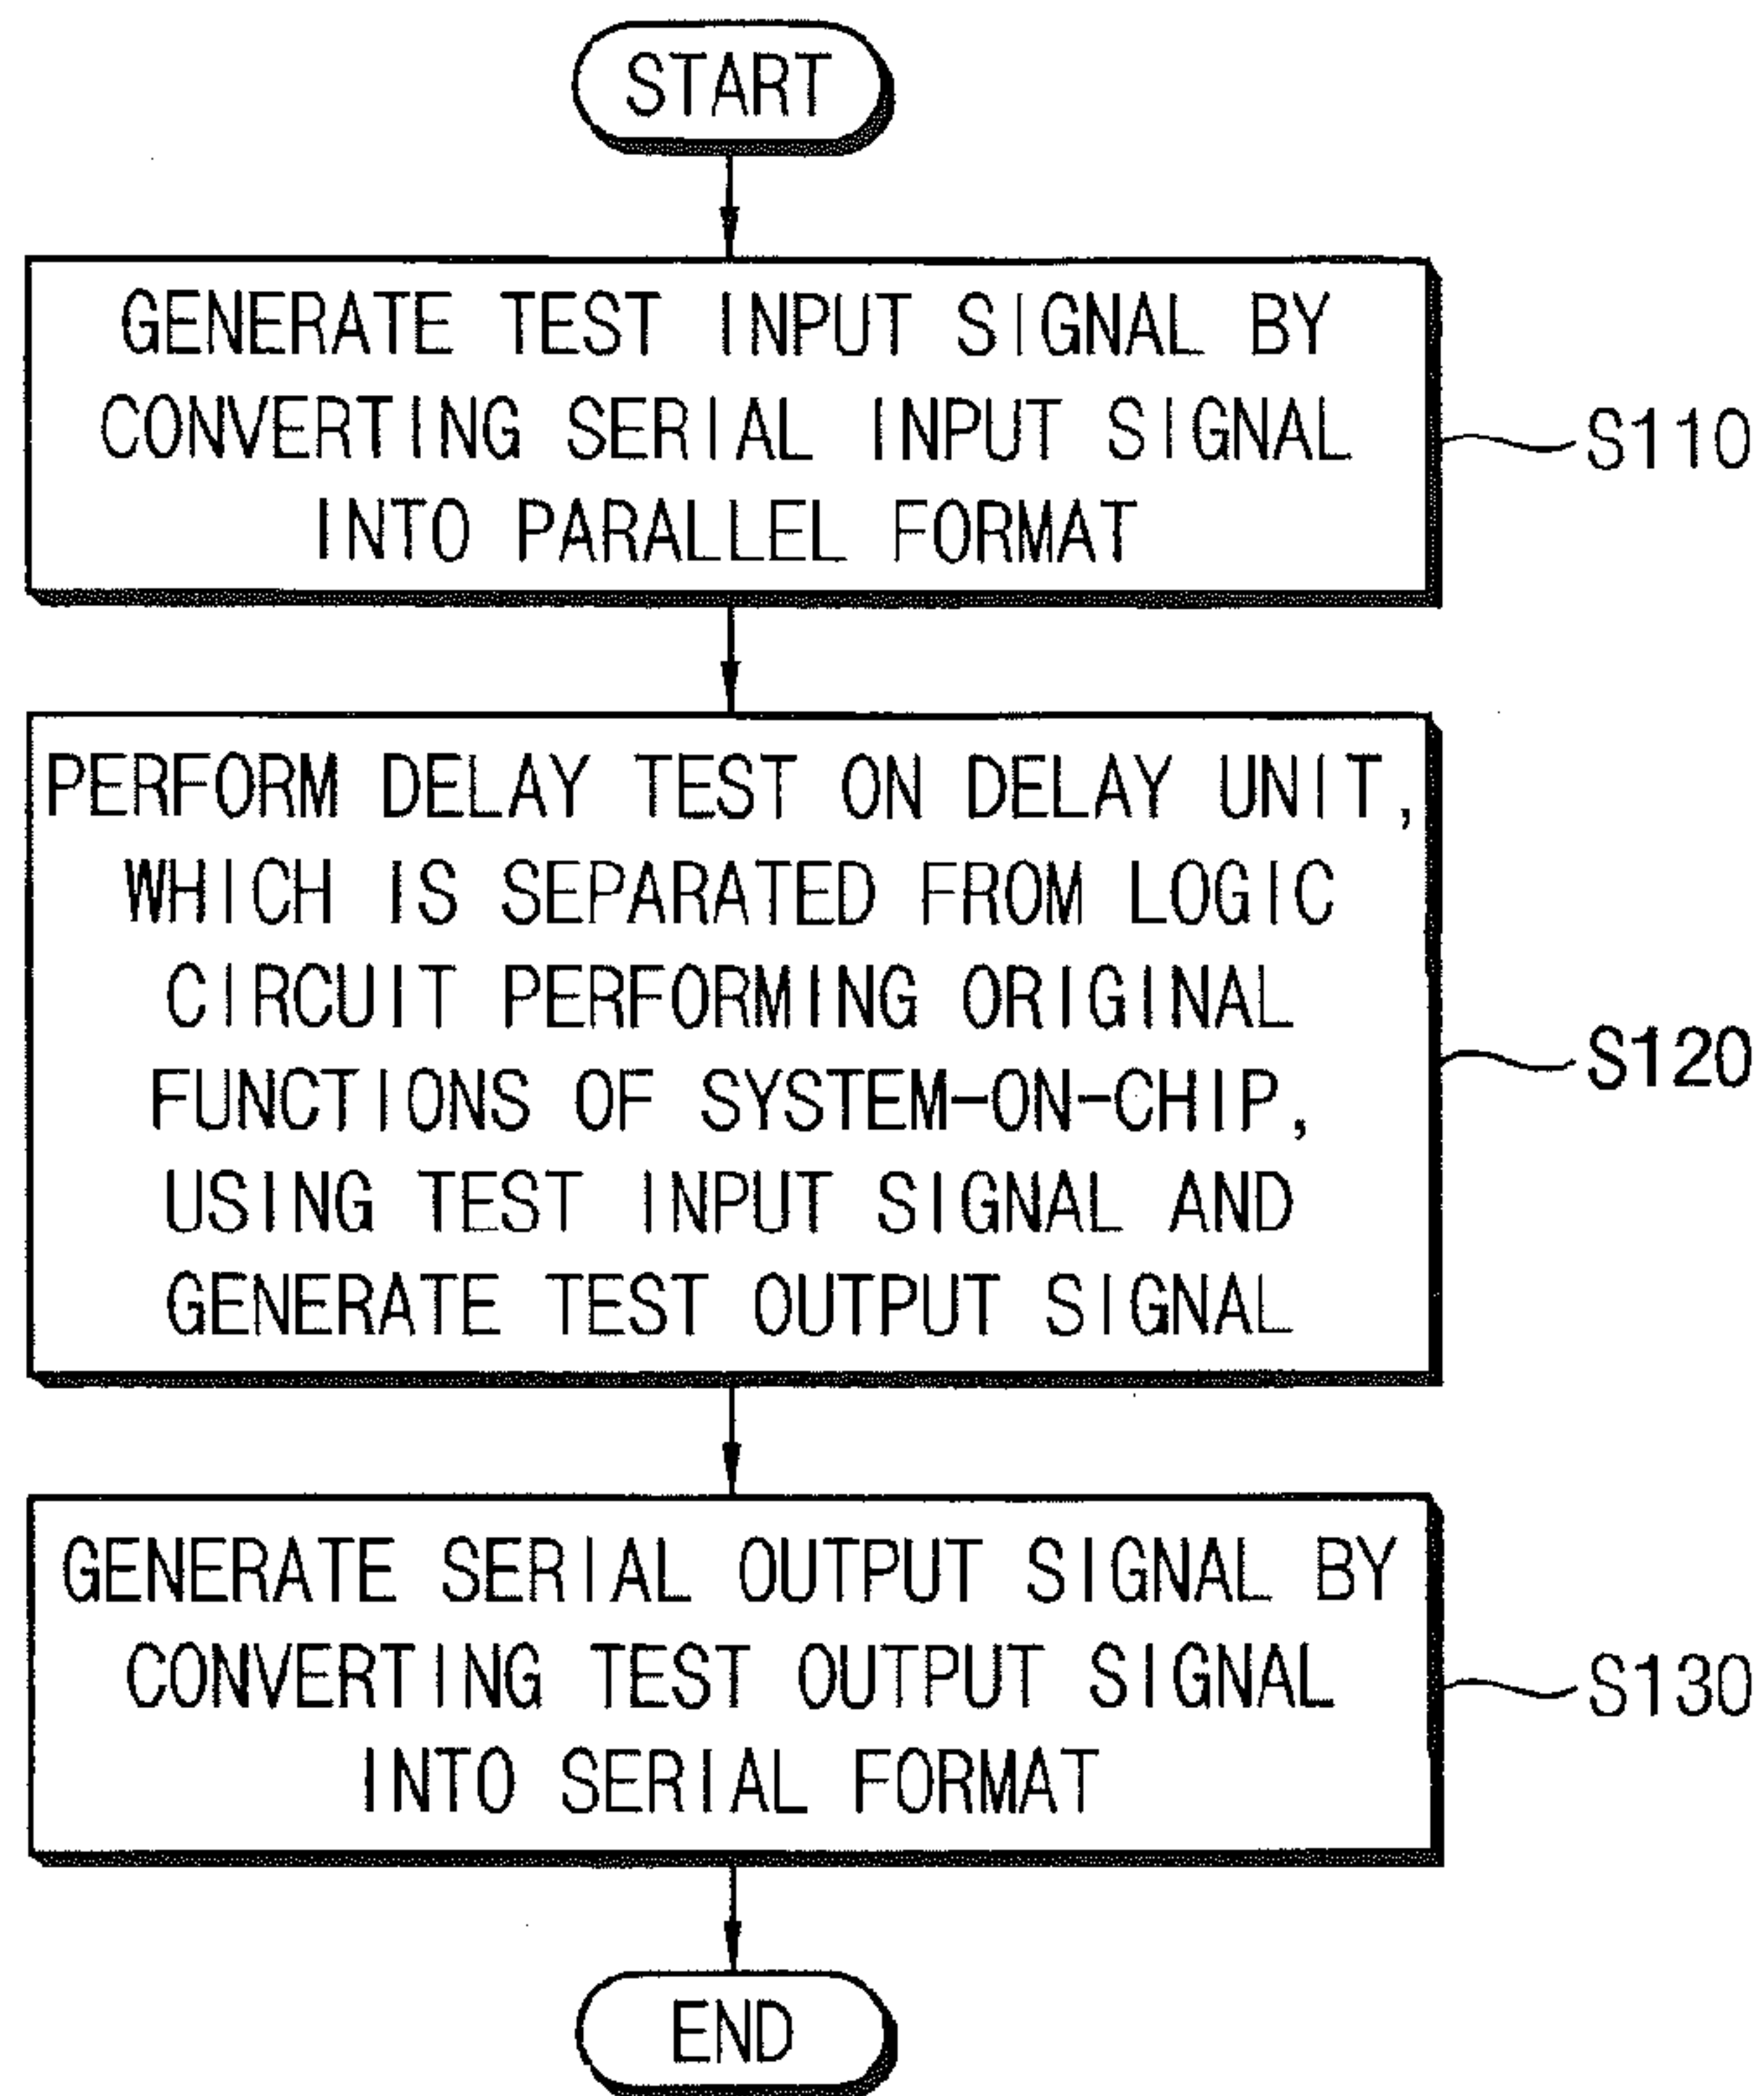 START
GENERATE TEST INPUT SIGNAL BY
CONVERTING SERIAL INPUT SIGNAL
INTO PARALLEL FORMAT
S110
PERFORM DELAY TEST ON DELAY UNIT,
WHICH IS SEPARATED FROM LOGIC
CIRCUIT PERFORMING ORIGINAL
FUNCTIONS OF SYSTEM-ON-CHIP,
USING TEST INPUT SIGNAL AND
GENERATE TEST OUTPUT SIGNAL
S120
GENERATE SERIAL OUTPUT SIGNAL BY
CONVERTING TEST OUTPUT SIGNAL
INTO SERIAL FORMAT
S130
END